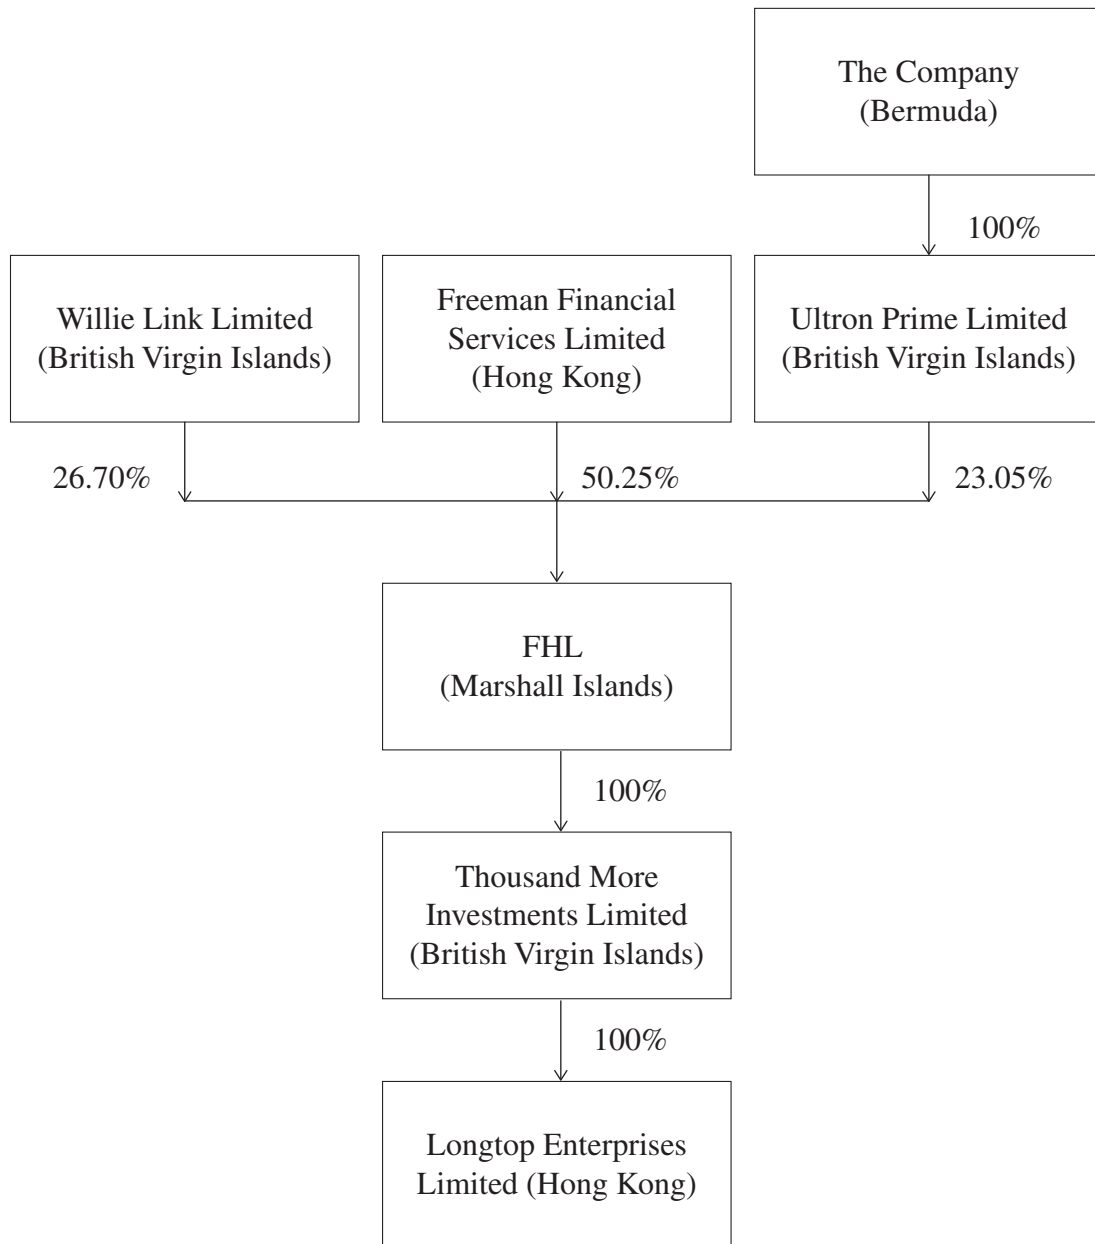 The Company
(Bermuda)
100%
Willie Link Limited
(British Virgin Islands)
Freeman Financial
Services Limited
(Hong Kong)
Ultron Prime Limited
(British Virgin Islands)
26.70%
50.25%
23.05%
FHL
(Marshall Islands)
100%
Thousand More
Investments Limited
(British Virgin Islands)
100%
Longtop Enterprises
Limited (Hong Kong)